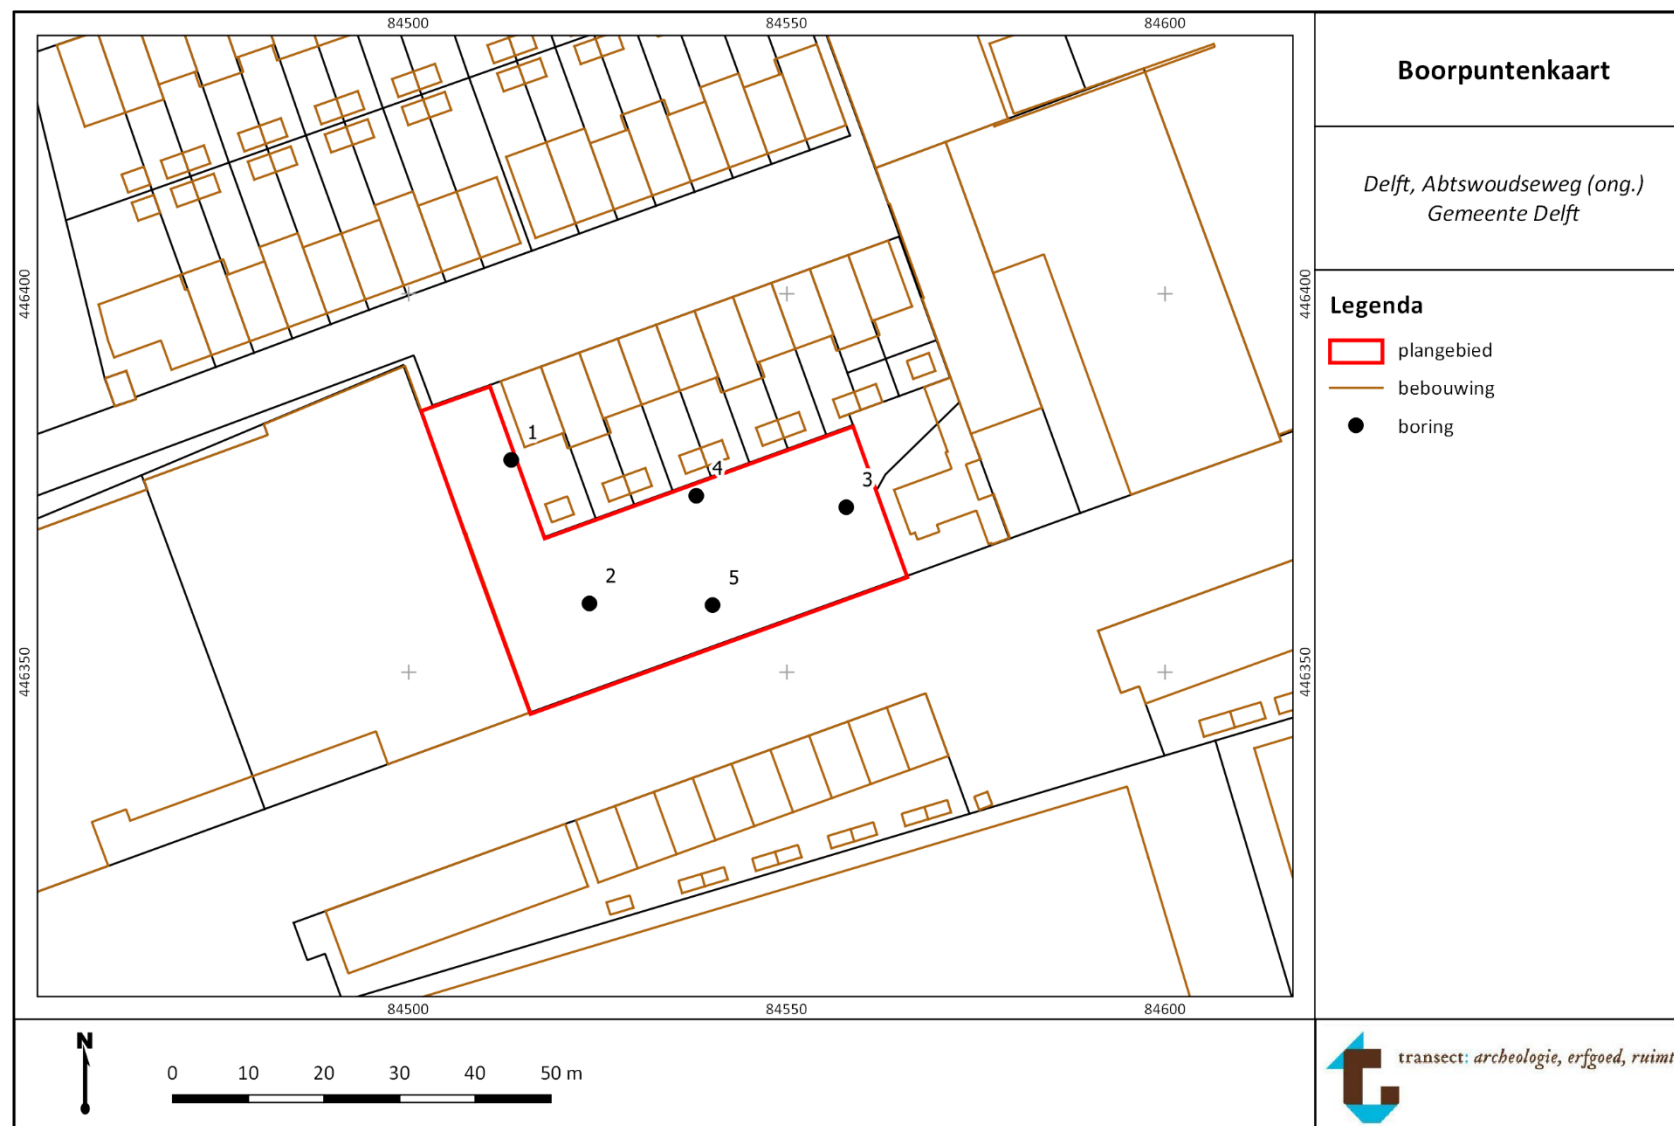 84500
84550
84600
Boorpuntenkaart
Delft, Abtswoudseweg (ong.)
Gemeente Delft
446400
446400
Legenda
plangebied
bebouwing
boring
1
4
3
2
5
446350
446350
84500
84550
84600
N
0 10 20 30 40 50 m
transect: archeologie, erfgoed, ruimt